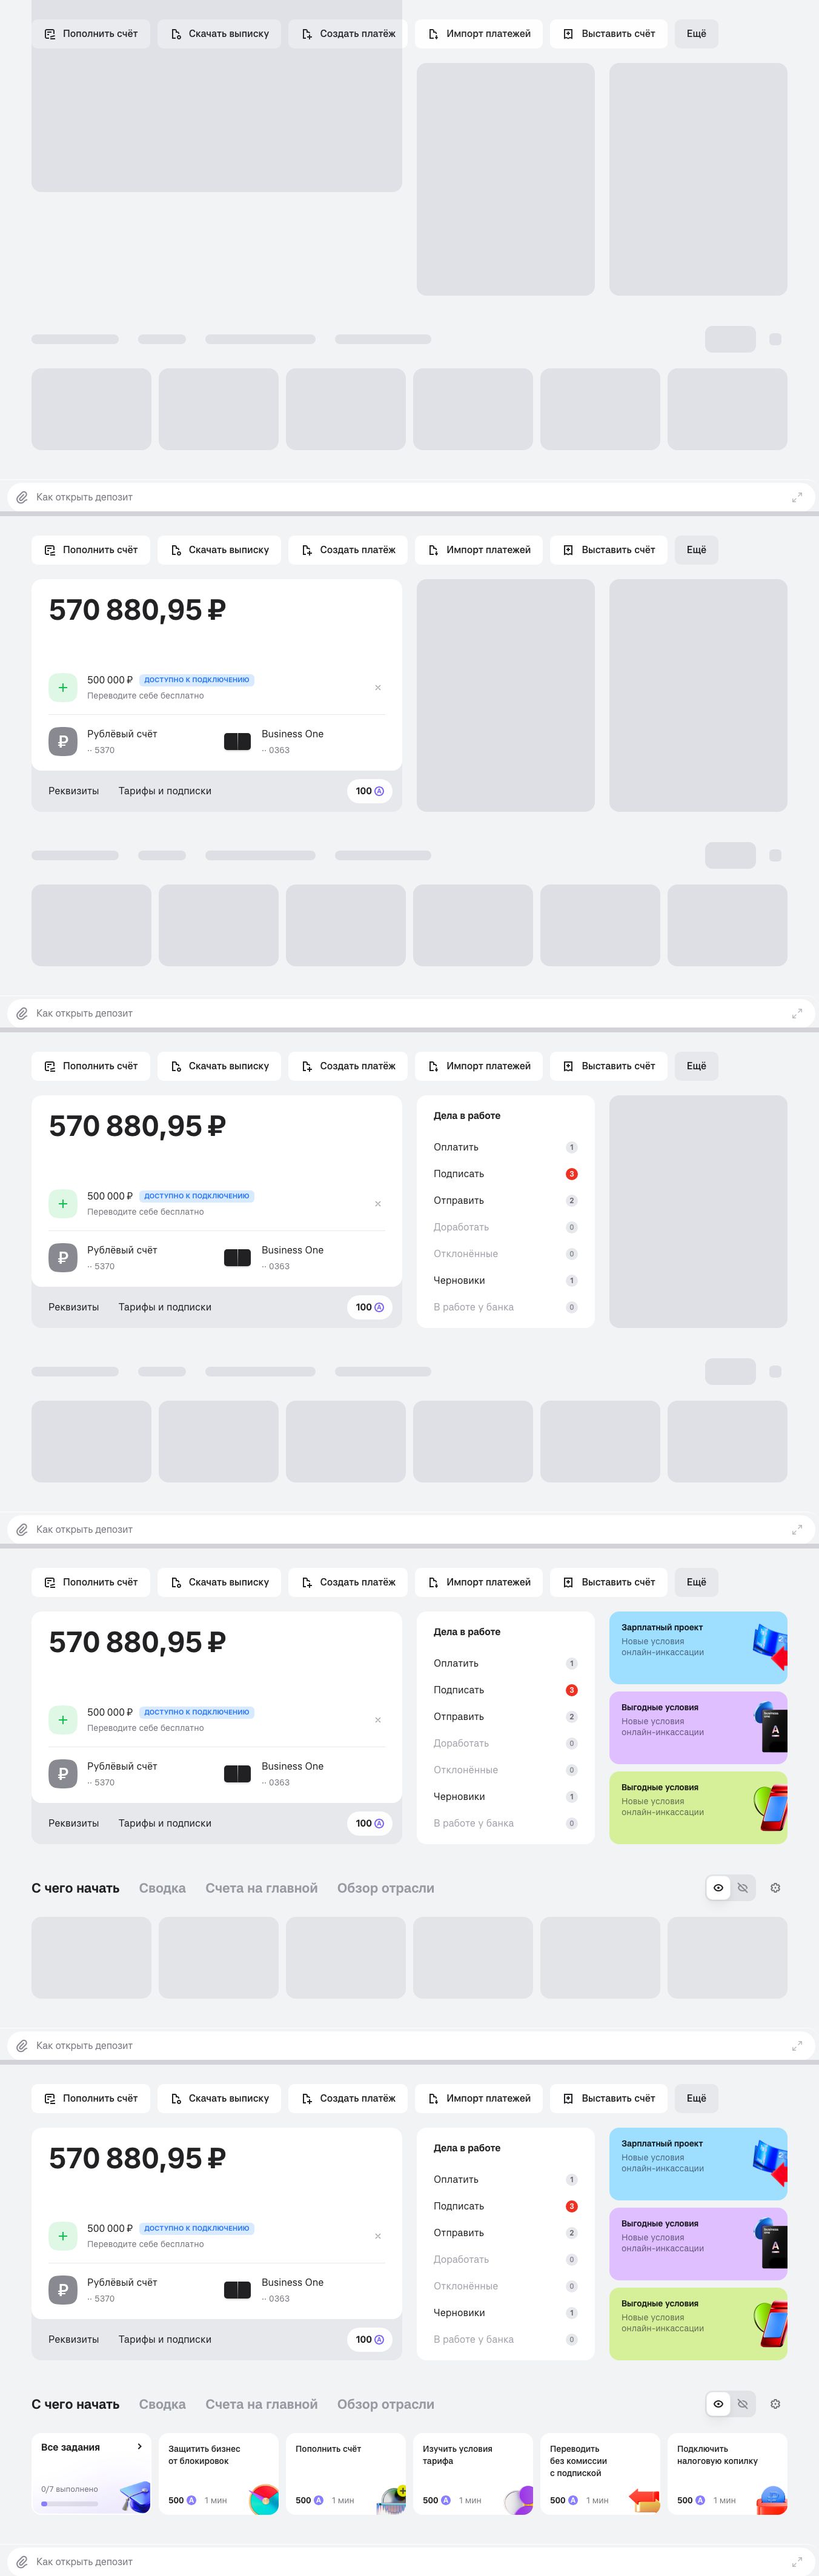 Пополнить счёт Скачать выписку Создать платёж Импорт платежей Выставить счёт Ещё
Как открыть депозит
Пополнить счёт Скачать выписку Создать платёж Импорт платежей Выставить счёт Ещё
570 880,95 ₽
500 000 ₽ ДОСТУПНО К ПОДКЛЮЧЕНИЮ
Переводите себе бесплатно
Рублёвый счёт Business One
·· 5370 ·· 0363
Реквизиты Тарифы и подписки 100
Как открыть депозит
Пополнить счёт Скачать выписку Создать платёж Импорт платежей Выставить счёт Ещё
570 880,95 ₽
500 000 ₽ ДОСТУПНО К ПОДКЛЮЧЕНИЮ
Переводите себе бесплатно
Рублёвый счёт Business One
·· 5370 ·· 0363
Реквизиты Тарифы и подписки 100
Дела в работе
Оплатить 1
Подписать 3
Отправить 2
Доработать 0
Отклонённые 0
Черновики 1
В работе у банка 0
Как открыть депозит
Пополнить счёт Скачать выписку Создать платёж Импорт платежей Выставить счёт Ещё
570 880,95 ₽
500 000 ₽ ДОСТУПНО К ПОДКЛЮЧЕНИЮ
Переводите себе бесплатно
Рублёвый счёт Business One
·· 5370 ·· 0363
Реквизиты Тарифы и подписки 100
Дела в работе
Оплатить 1
Подписать 3
Отправить 2
Доработать 0
Отклонённые 0
Черновики 1
В работе у банка 0
Зарплатный проект
Новые условия
онлайн-инкассации
Выгодные условия
Новые условия
онлайн-инкассации
Выгодные условия
Новые условия
онлайн-инкассации
С чего начать Сводка Счета на главной Обзор отрасли
Как открыть депозит
Пополнить счёт Скачать выписку Создать платёж Импорт платежей Выставить счёт Ещё
570 880,95 ₽
500 000 ₽ ДОСТУПНО К ПОДКЛЮЧЕНИЮ
Переводите себе бесплатно
Рублёвый счёт Business One
·· 5370 ·· 0363
Реквизиты Тарифы и подписки 100
Дела в работе
Оплатить 1
Подписать 3
Отправить 2
Доработать 0
Отклонённые 0
Черновики 1
В работе у банка 0
Зарплатный проект
Новые условия
онлайн-инкассации
Выгодные условия
Новые условия
онлайн-инкассации
Выгодные условия
Новые условия
онлайн-инкассации
С чего начать Сводка Счета на главной Обзор отрасли
Все задания
0/7 выполнено
Защитить бизнес
от блокировок
500 1 мин
Пополнить счёт
500 1 мин
Изучить условия
тарифа
500 1 мин
Переводить
без комиссии
с подпиской
500 1 мин
Подключить
налоговую копилку
500 1 мин
Как открыть депозит